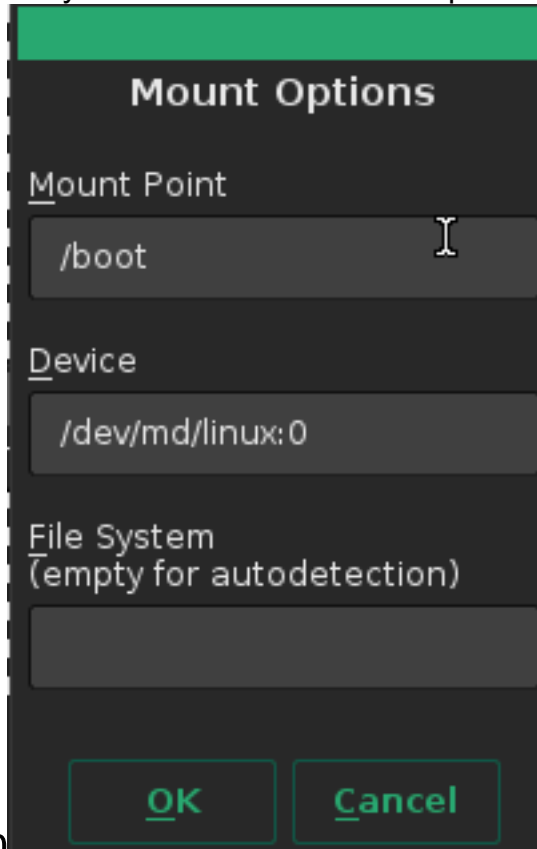 Mount Options
Mount Point
/boot
Device
/dev/md/linux:0
File System
(empty for autodetection)
OK
Cancel